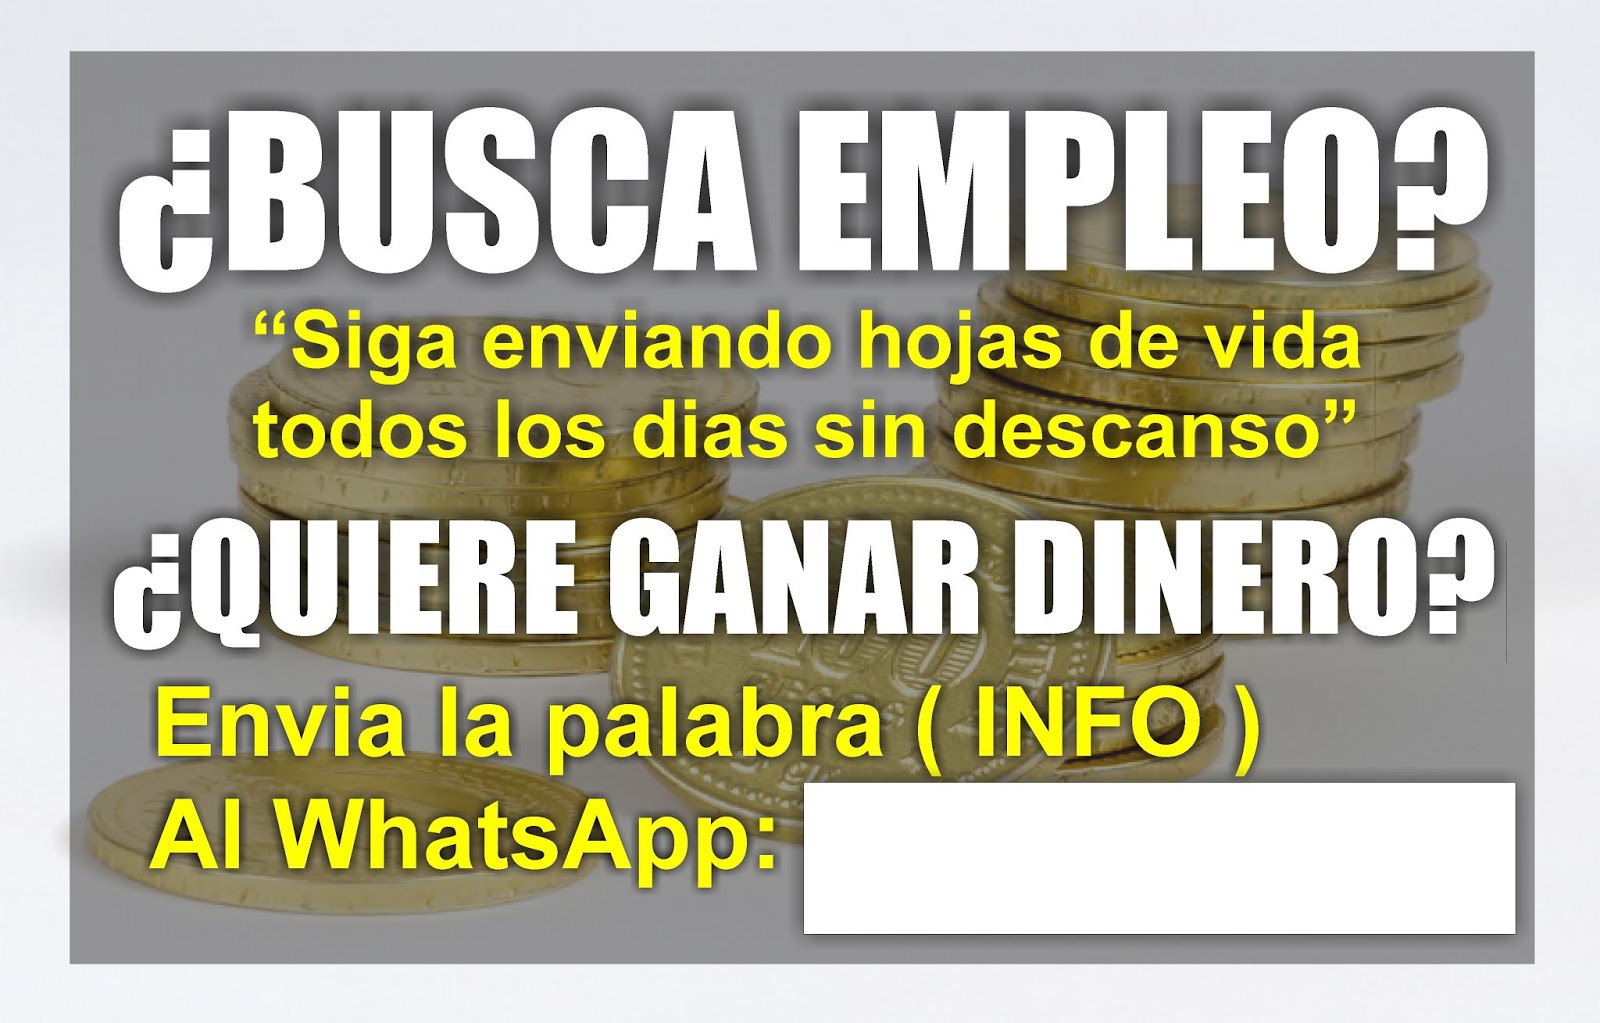 ¿BUSCA EMPLEO?
“Siga enviando hojas de vida
todos los dias sin descanso”
¿QUIERE GANAR DINERO?
Envia la palabra ( INFO )
Al WhatsApp: